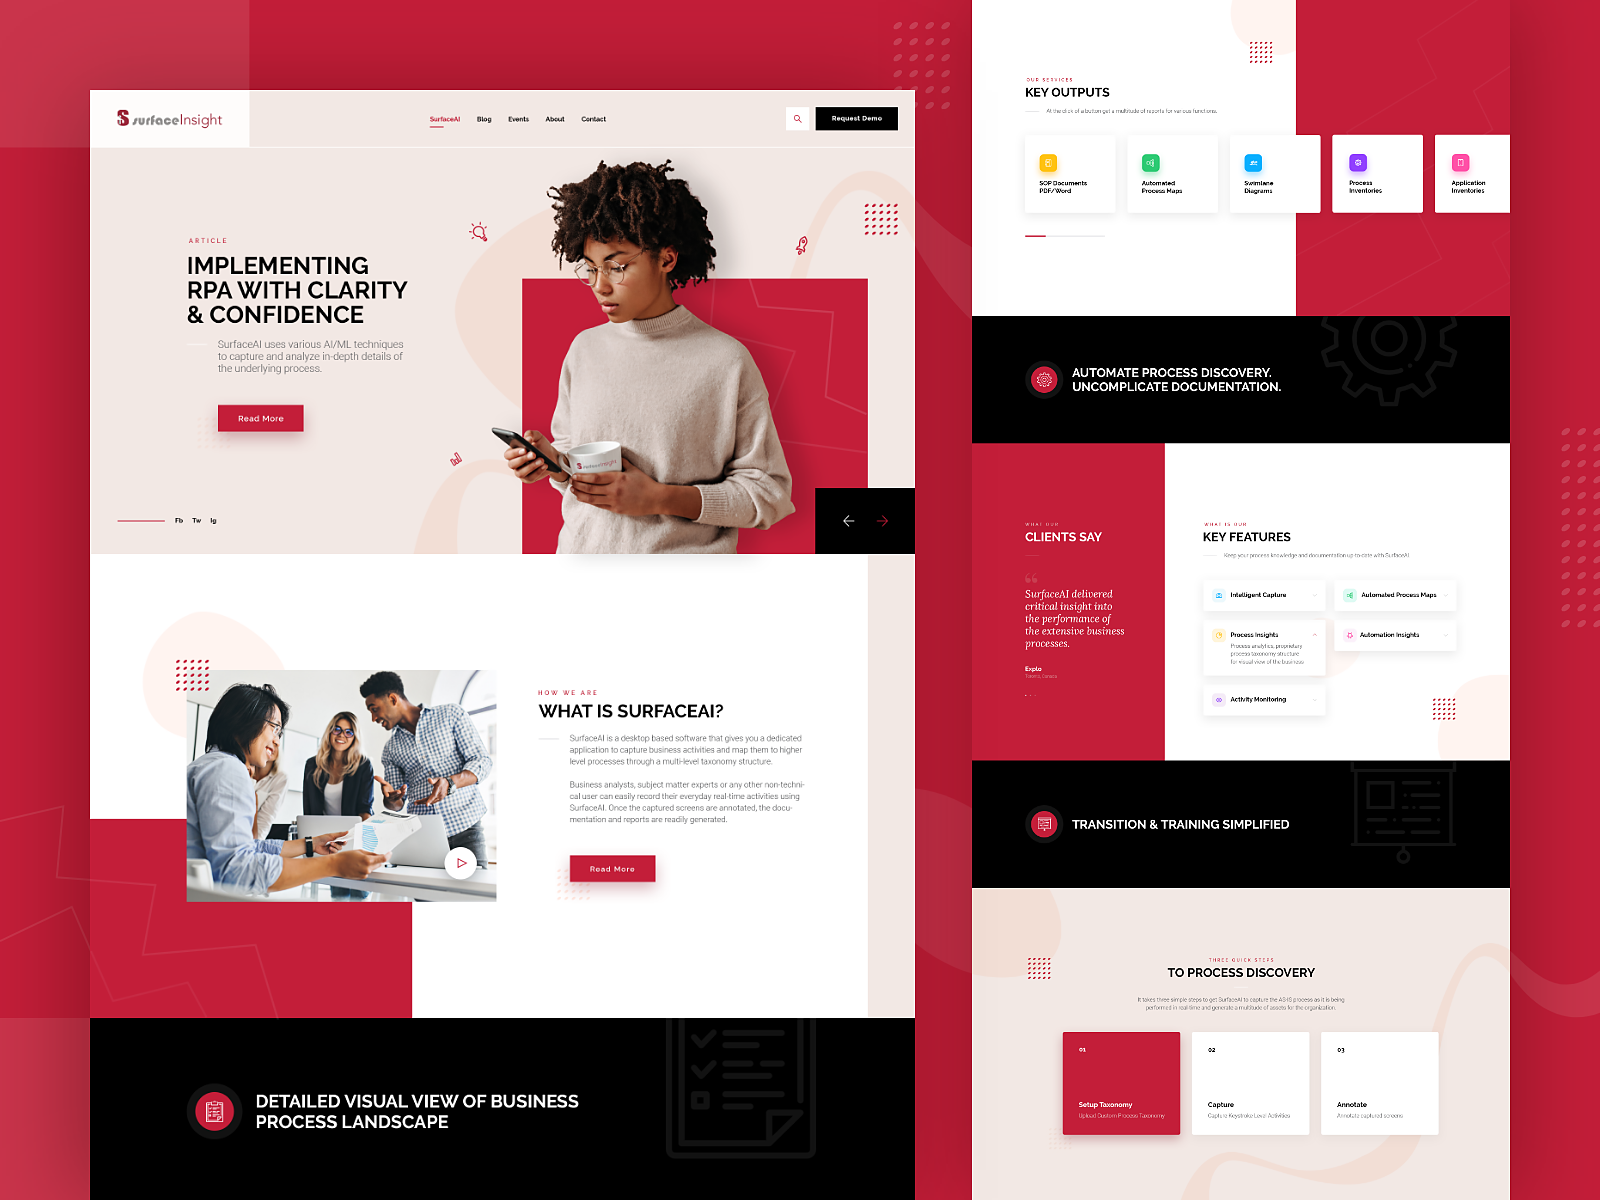 SurfaceInsight
SurfaceAI Blog Events About Contact
Request Demo
ARTICLE
IMPLEMENTING
RPA WITH CLARITY
& CONFIDENCE
SurfaceAI uses various AI/ML techniques
to capture and analyze in-depth details of
the underlying process.
Read More
surfaceInsight
Fb Tw Ig
HOW WE ARE
WHAT IS SURFACEAI?
SurfaceAI is a desktop based software that gives you a dedicated
application to capture business activities and map them to higher
level processes through a multi-level taxonomy structure.
Business analysts, subject matter experts or any other non-techni-
cal user can easily record their everyday real-time activities using
SurfaceAI. Once the captured screens are annotated, the docu-
mentation and reports are readily generated.
Read More
DETAILED VISUAL VIEW OF BUSINESS
PROCESS LANDSCAPE
OUR SERVICES
KEY OUTPUTS
At the click of a button get a multitude of reports for various functions.
SOP Documents
PDF/Word
Automated
Process Maps
Swimlane
Diagrams
Process
Inventories
Application
Inventories
AUTOMATE PROCESS DISCOVERY.
UNCOMPLICATE DOCUMENTATION.
WHAT OUR
CLIENTS SAY
“
SurfaceAI delivered
critical insight into
the performance of
the extensive business
processes.
Explo
Toronto, Canada
WHAT IS OUR
KEY FEATURES
Keep your process knowledge and documentation up-to-date with SurfaceAI
Intelligent Capture
Automated Process Maps
Process Insights
Process analytics, proprietary
process taxonomy structure
for visual view of the business
Automation Insights
Activity Monitoring
TRANSITION & TRAINING SIMPLIFIED
THREE QUICK STEPS
TO PROCESS DISCOVERY
It takes three simple steps to get SurfaceAI to capture the AS-IS process as it is being
performed in real-time and generate a multitude of assets for the organization.
01
Setup Taxonomy
Upload Custom Process Taxonomy
02
Capture
Capture Keystroke Level Activities
03
Annotate
Annotate captured screens